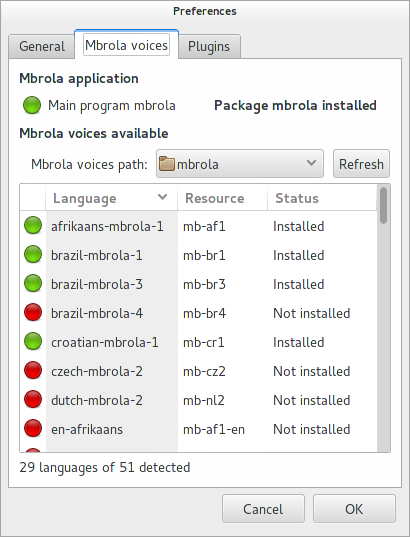 Preferences
General Mbrola voices Plugins
Mbrola application
Main program mbrola Package mbrola installed
Mbrola voices available
Mbrola voices path: mbrola Refresh
Language Resource Status
afrikaans-mbrola-1 mb-af1 Installed
brazil-mbrola-1 mb-br1 Installed
brazil-mbrola-3 mb-br3 Installed
brazil-mbrola-4 mb-br4 Not installed
croatian-mbrola-1 mb-cr1 Installed
czech-mbrola-2 mb-cz2 Not installed
dutch-mbrola-2 mb-nl2 Not installed
en-afrikaans mb-af1-en Not installed
29 languages of 51 detected
Cancel OK